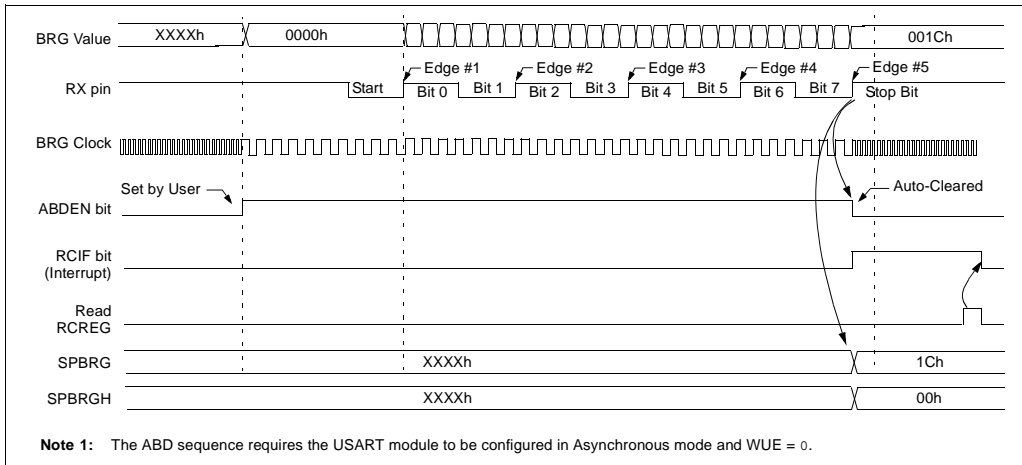 BRG Value
XXXXh
0000h
001Ch
RX pin
Start
Edge #1
Bit 0
Bit 1
Edge #2
Bit 2
Bit 3
Edge #3
Bit 4
Bit 5
Edge #4
Bit 6
Bit 7
Edge #5
Stop Bit
BRG Clock
ABDEN bit
Set by User
Auto-Cleared
RCIF bit
(Interrupt)
Read
RCREG
SPBRG
XXXXh
1Ch
SPBRGH
XXXXh
00h
Note 1: The ABD sequence requires the USART module to be configured in Asynchronous mode and WUE = 0.